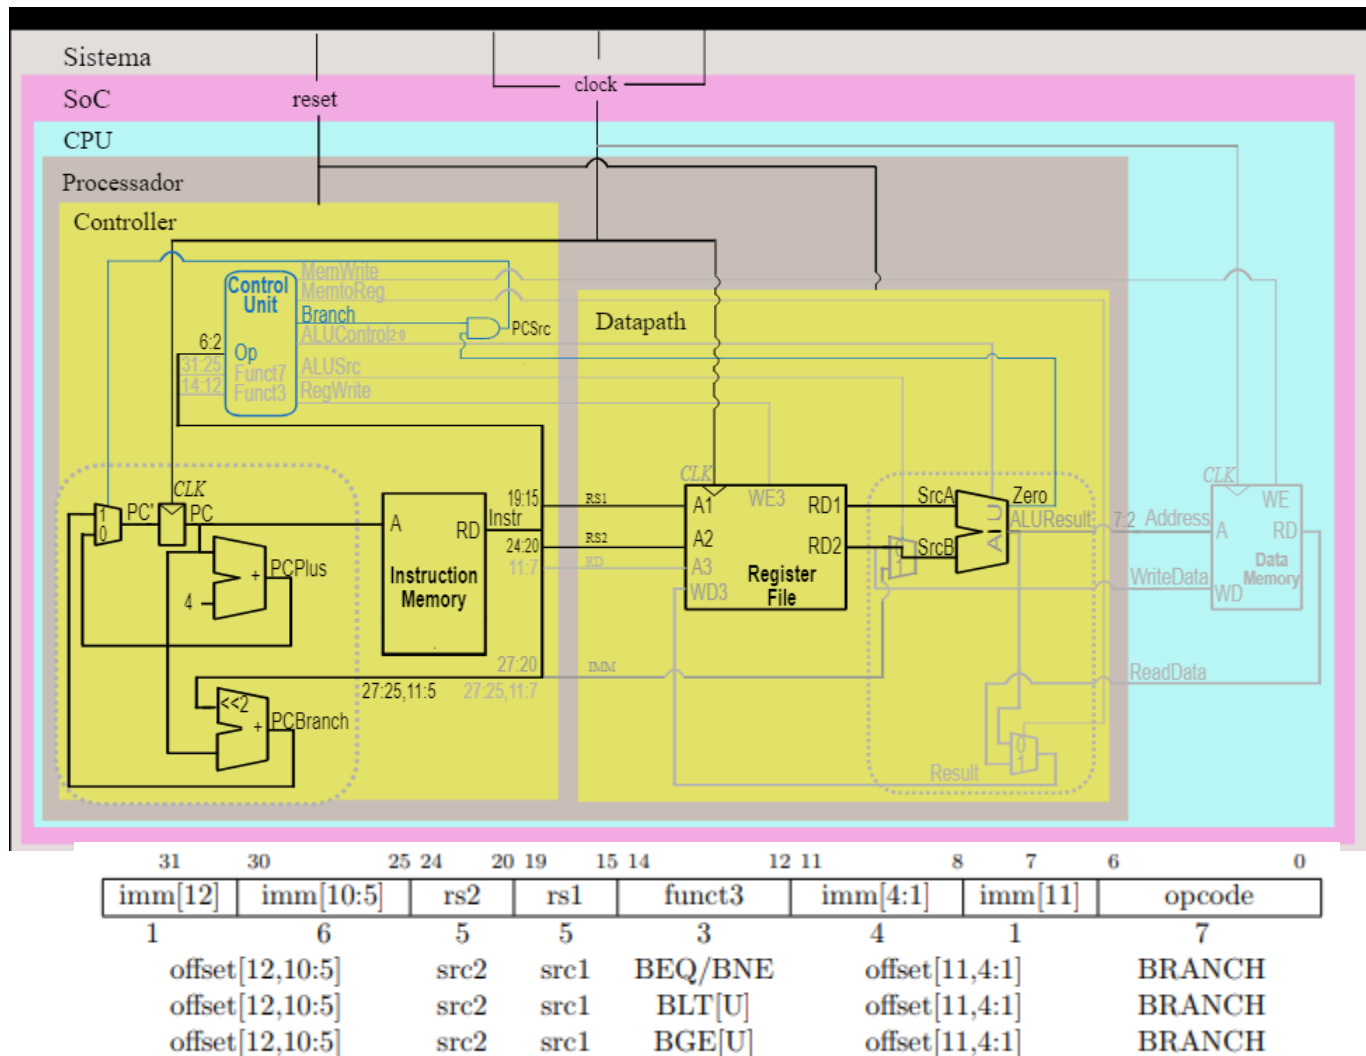 Sistema
SoC
reset
clock
CPU
Processador
Controller
Control
Unit
MemWrite
MemtoReg
Branch
ALUControl2:0
PCSrc
6:2
Op
31:25
Funct7
14:12
Funct3
ALUSrc
RegWrite
Datapath
CLK
PC'
PC
1
0
PCPlus
+
4
A
RD
Instruction
Memory
19:15
Instr
24:20
11:7
RS1
RS2
RD
CLK
A1
WE3
RD1
A2
RD2
A3
WD3
Register
File
SrcA
SrcB
0
1
ALU
Zero
ALUResult
7:2
Address
WriteData
CLK
WE
A
RD
Data
Memory
WD
ReadData
27:20
IMM
27:25,11:5
27:25,11:7
<<2
+
PCBranch
0
1
Result
31 30 25 24 20 19 15 14 12 11 8 7 6 0
imm[12] imm[10:5] rs2 rs1 funct3 imm[4:1] imm[11] opcode
1 6 5 5 3 4 1 7
offset[12,10:5] src2 src1 BEQ/BNE offset[11,4:1] BRANCH
offset[12,10:5] src2 src1 BLT[U] offset[11,4:1] BRANCH
offset[12,10:5] src2 src1 BGE[U] offset[11,4:1] BRANCH